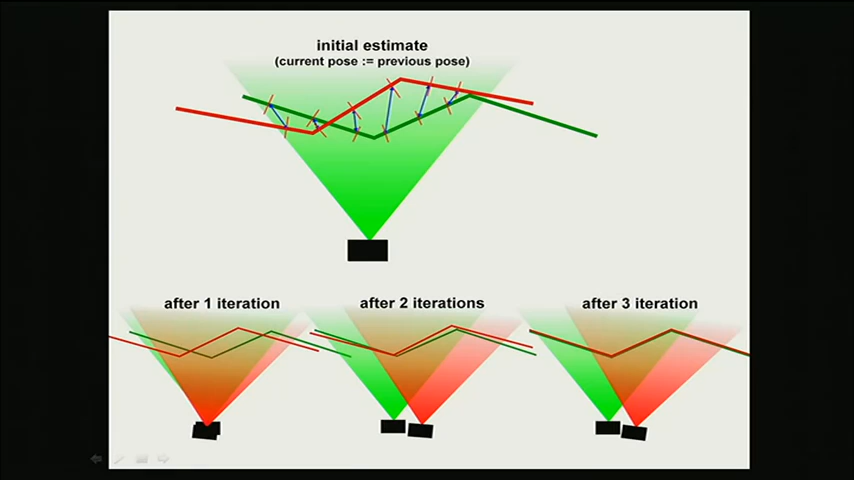 initial estimate
(current pose := previous pose)
after 1 iteration
after 2 iterations
after 3 iteration